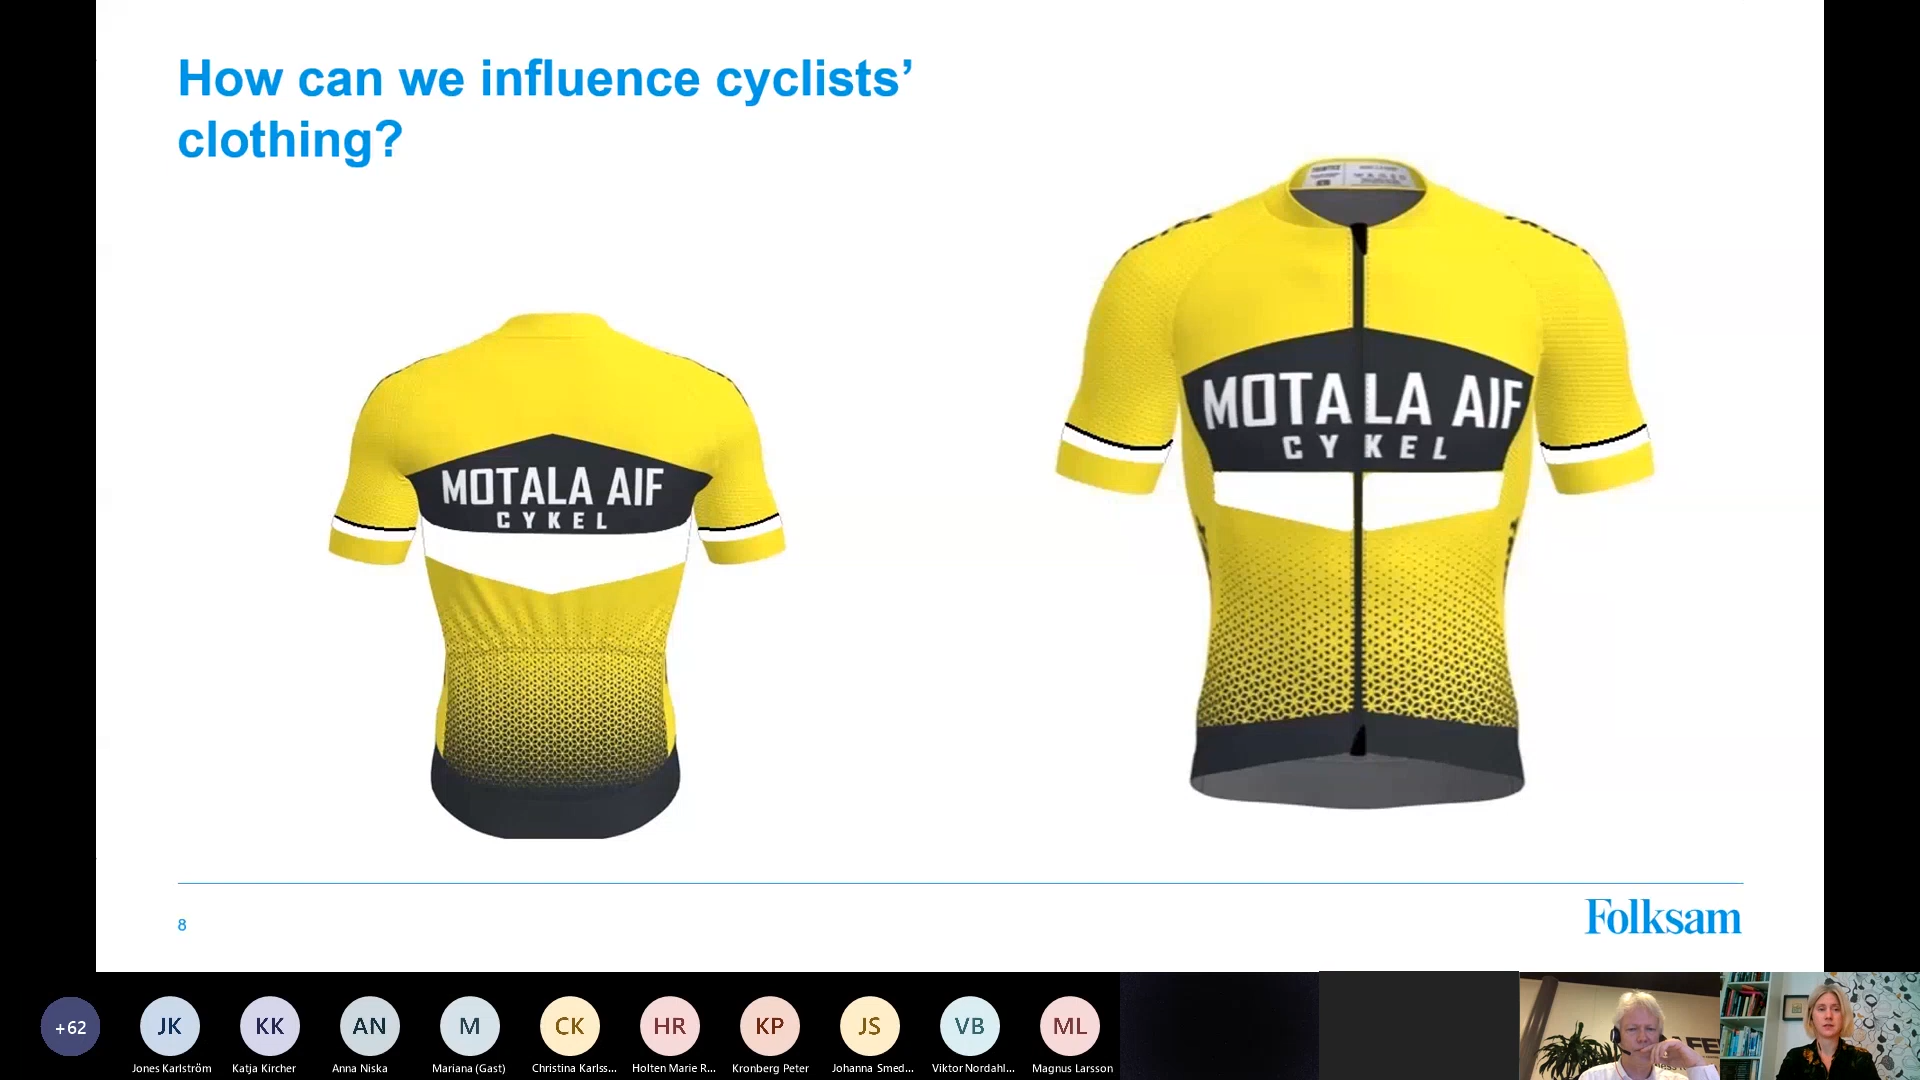 How can we influence cyclists’
clothing?
MOTALA AIF
CYKEL
MOTALA AIF
CYKEL
8
Folksam
+62
JK
KK
AN
M
CK
HR
KP
JS
VB
ML
Jones Karlström
Katja Kircher
Anna Niska
Mariana (Gast)
Christina Karlss...
Holten Marie R...
Kronberg Peter
Johanna Smed...
Viktor Nordahl...
Magnus Larsson